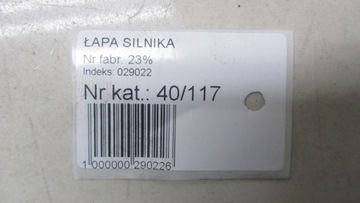 ŁAPA SILNIKA
Nr fabr. 23%
Indeks: 029022
Nr kat.: 40/117
1 000000 290226